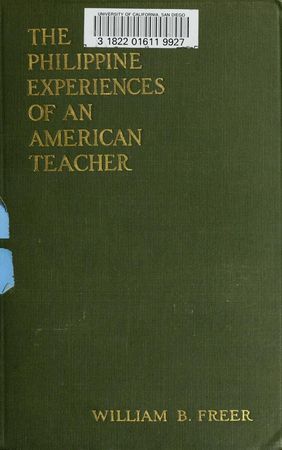 UNIVERSITY OF CALIFORNIA, SAN DIEGO
3 1822 01611 9927
THE
PHILIPPINE
EXPERIENCES
OF AN
AMERICAN
TEACHER
WILLIAM B. FREER